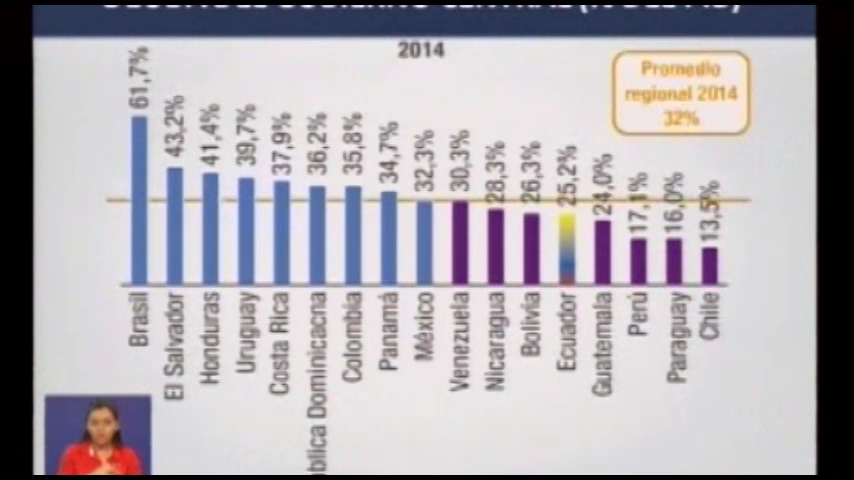 2014
Promedio
regional 2014
32%
61,7%
43,2%
41,4%
39,7%
37,9%
36,2%
35,8%
34,7%
32,3%
30,3%
28,3%
26,3%
25,2%
24,0%
17,1%
16,0%
13,5%
Brasil
El Salvador
Honduras
Uruguay
Costa Rica
ública Dominicacna
Colombia
Panamá
México
Venezuela
Nicaragua
Bolivia
Ecuador
Guatemala
Perú
Paraguay
Chile